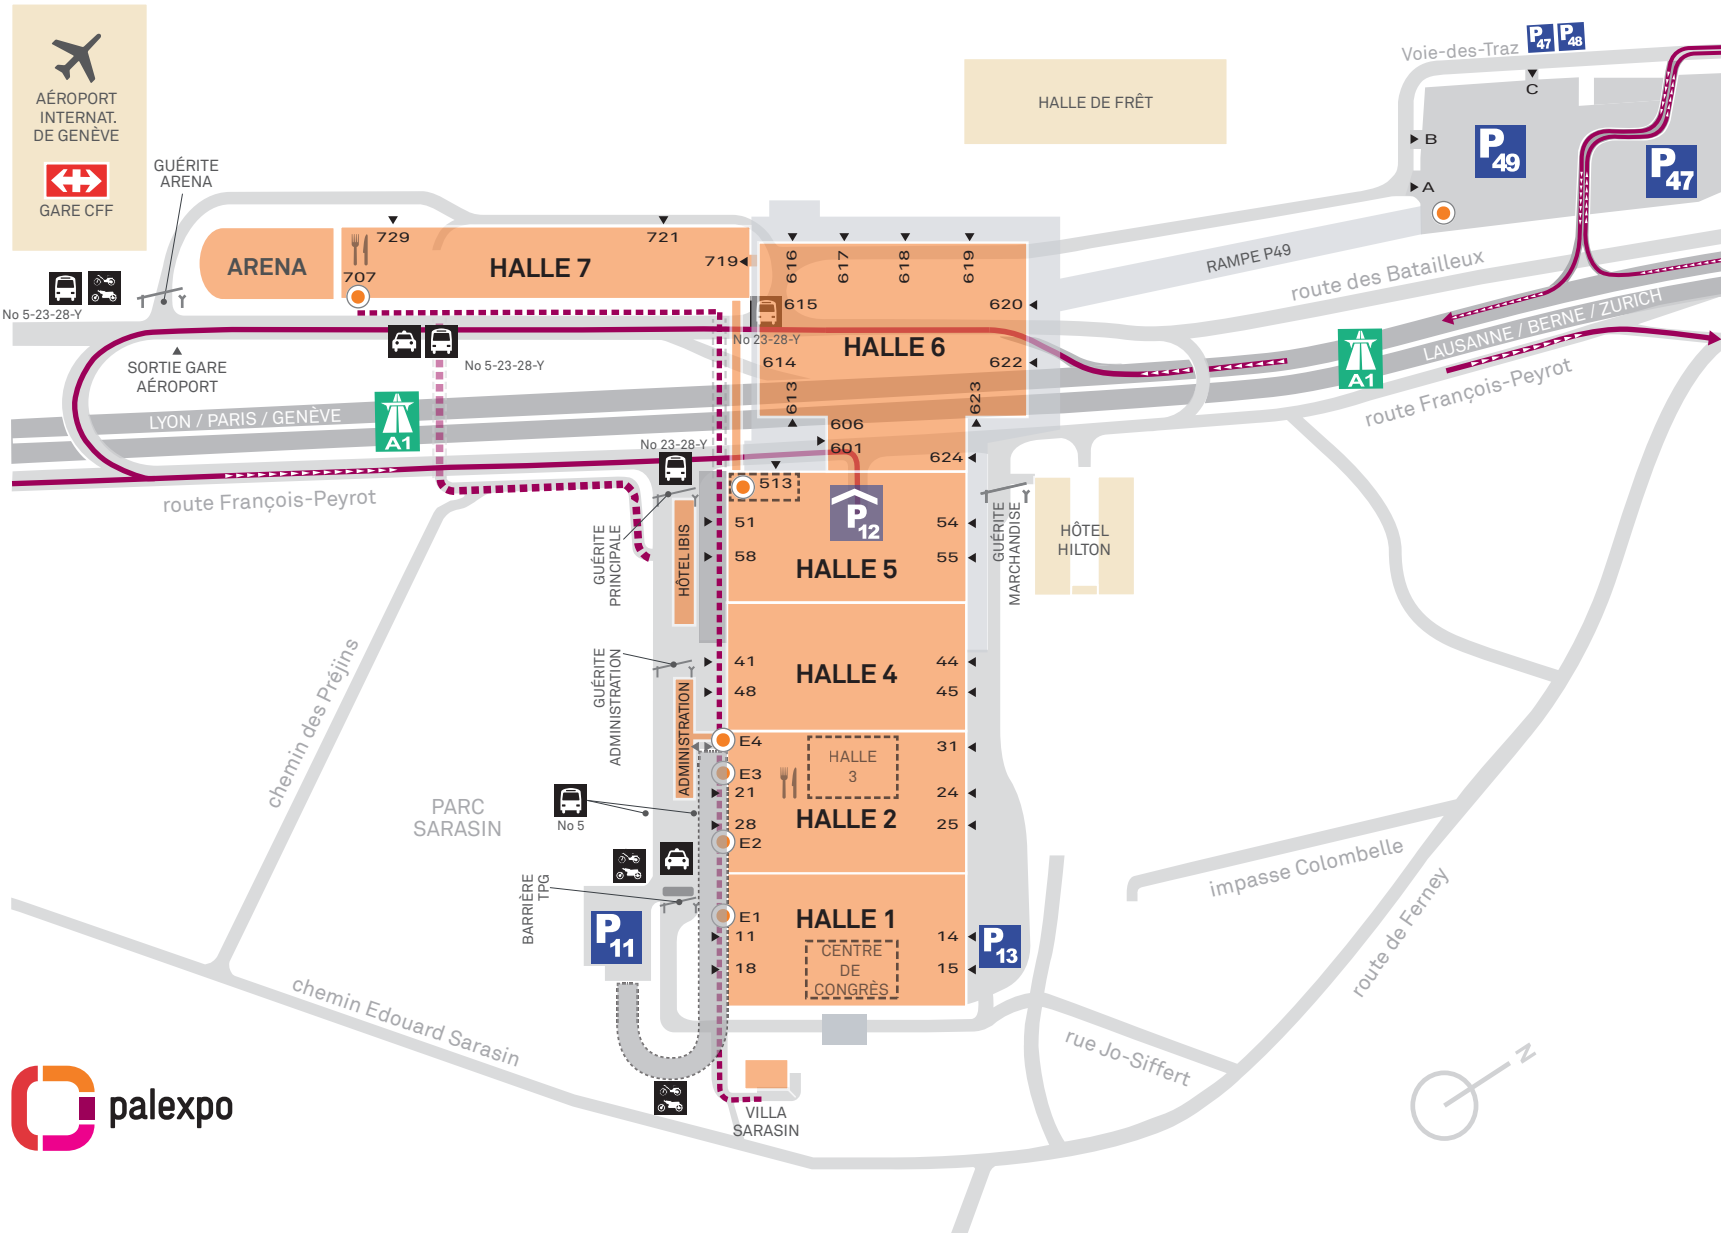 AÉROPORT
INTERNAT.
DE GENÈVE
GARE CFF
GUÉRITE
ARENA
No 5-23-28-Y
SORTIE GARE
AÉROPORT
ARENA
729
707
HALLE 7
721
719
No 5-23-28-Y
LYON / PARIS / GENÈVE
A1
route François-Peyrot
HALLE DE FRÊT
Voie-des-Traz
P47
P48
C
B
A
P49
P47
RAMPE P49
route des Batailleux
LAUSANNE / BERNE / ZURICH
A1
route François-Peyrot
616
617
618
619
615
620
No 23-28-Y
HALLE 6
614
622
613
623
606
601
624
No 23-28-Y
513
P12
51
54
58
55
HALLE 5
GUÉRITE
PRINCIPALE
HÔTEL IBIS
GUÉRITE
MARCHANDISE
HÔTEL
HILTON
41
44
HALLE 4
48
45
GUÉRITE
ADMINISTRATION
ADMINISTRATION
E4
31
HALLE
3
E3
21
24
HALLE 2
28
25
E2
No 5
PARC
SARASIN
chemin des Préjins
BARRIÈRE
TPG
P11
E1
HALLE 1
11
14
18
15
CENTRE
DE
CONGRÈS
P13
impasse Colombelle
route de Ferney
rue Jo-Siffert
chemin Edouard Sarasin
VILLA
SARASIN
N
palexpo